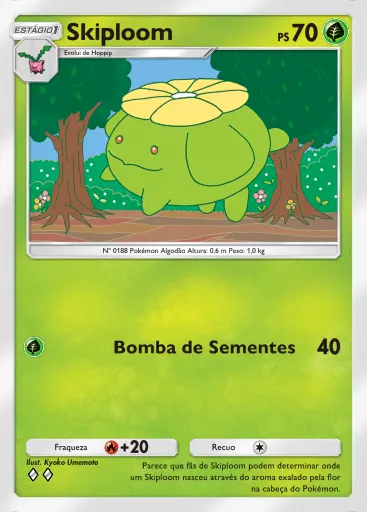 ESTÁGIO 1
Skiploom
PS 70
Evolui de Hoppip
Nº 0188 Pokémon Algodão Altura: 0,6 m Peso: 1,0 kg
Bomba de Sementes 40
Fraqueza +20
Recuo
Ilust. Kyoko Umemoto
Parece que fãs de Skiploom podem determinar onde
um Skiploom nasceu através do aroma exalado pela flor
na cabeça do Pokémon.